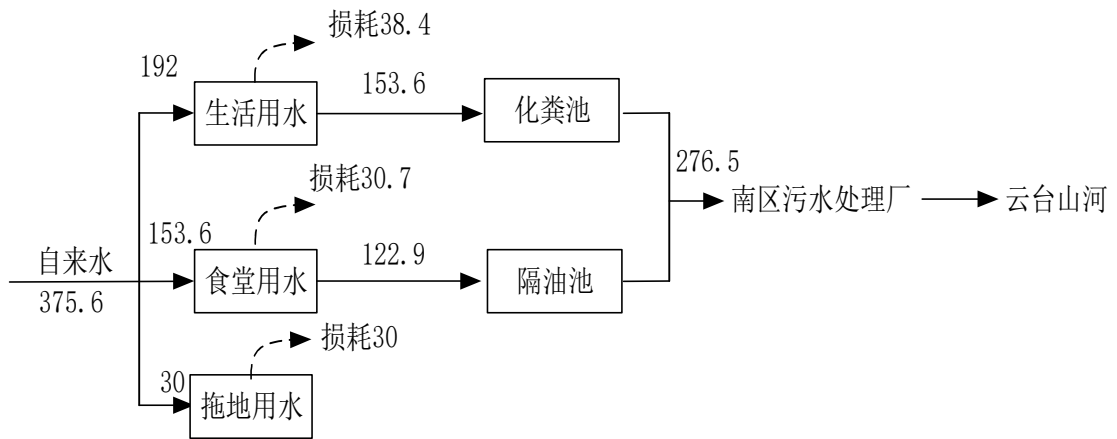 损耗38.4
192
生活用水
153.6
化粪池
276.5
损耗30.7
南区污水处理厂
云台山河
自来水
375.6
153.6
食堂用水
122.9
隔油池
损耗30
30
拖地用水